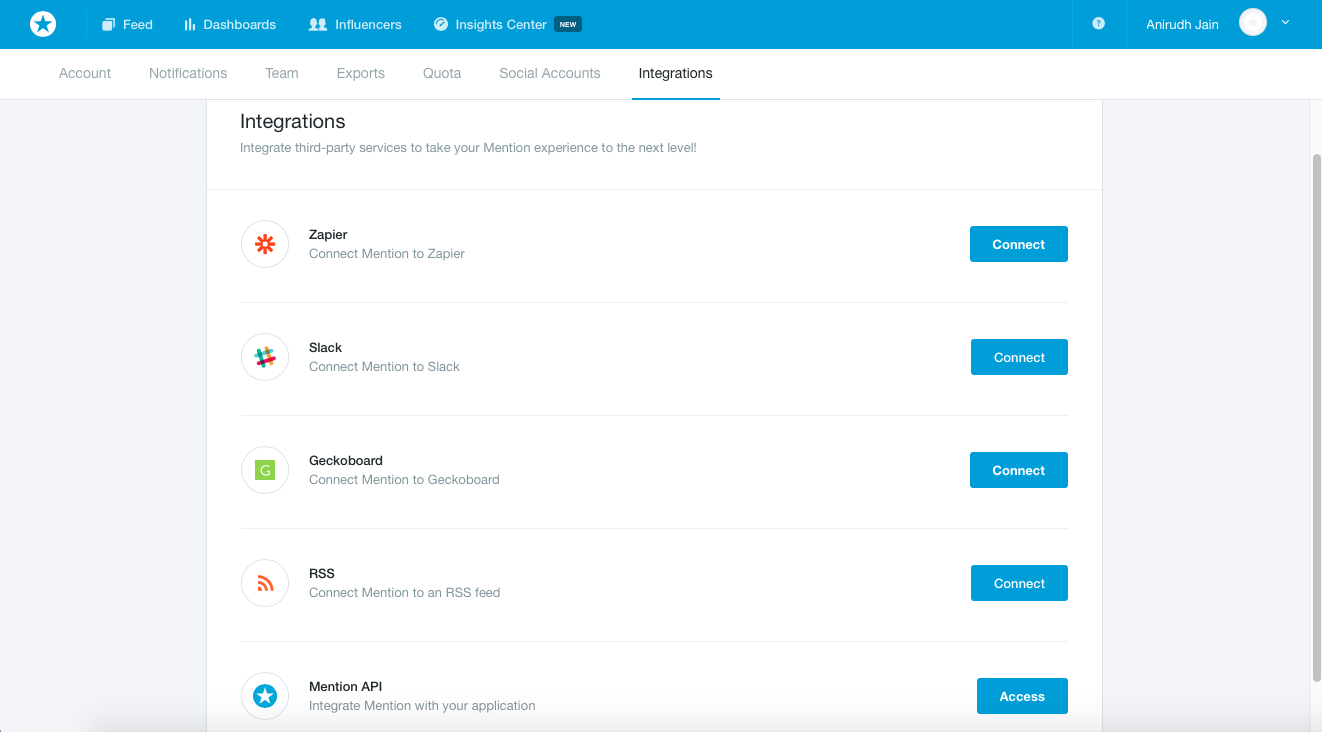 Feed
Dashboards
Influencers
Insights Center NEW
?
Anirudh Jain
Account
Notifications
Team
Exports
Quota
Social Accounts
Integrations
Integrations
Integrate third-party services to take your Mention experience to the next level!
Zapier
Connect Mention to Zapier
Connect
Slack
Connect Mention to Slack
Connect
G
Geckoboard
Connect Mention to Geckoboard
Connect
RSS
Connect Mention to an RSS feed
Connect
Mention API
Integrate Mention with your application
Access